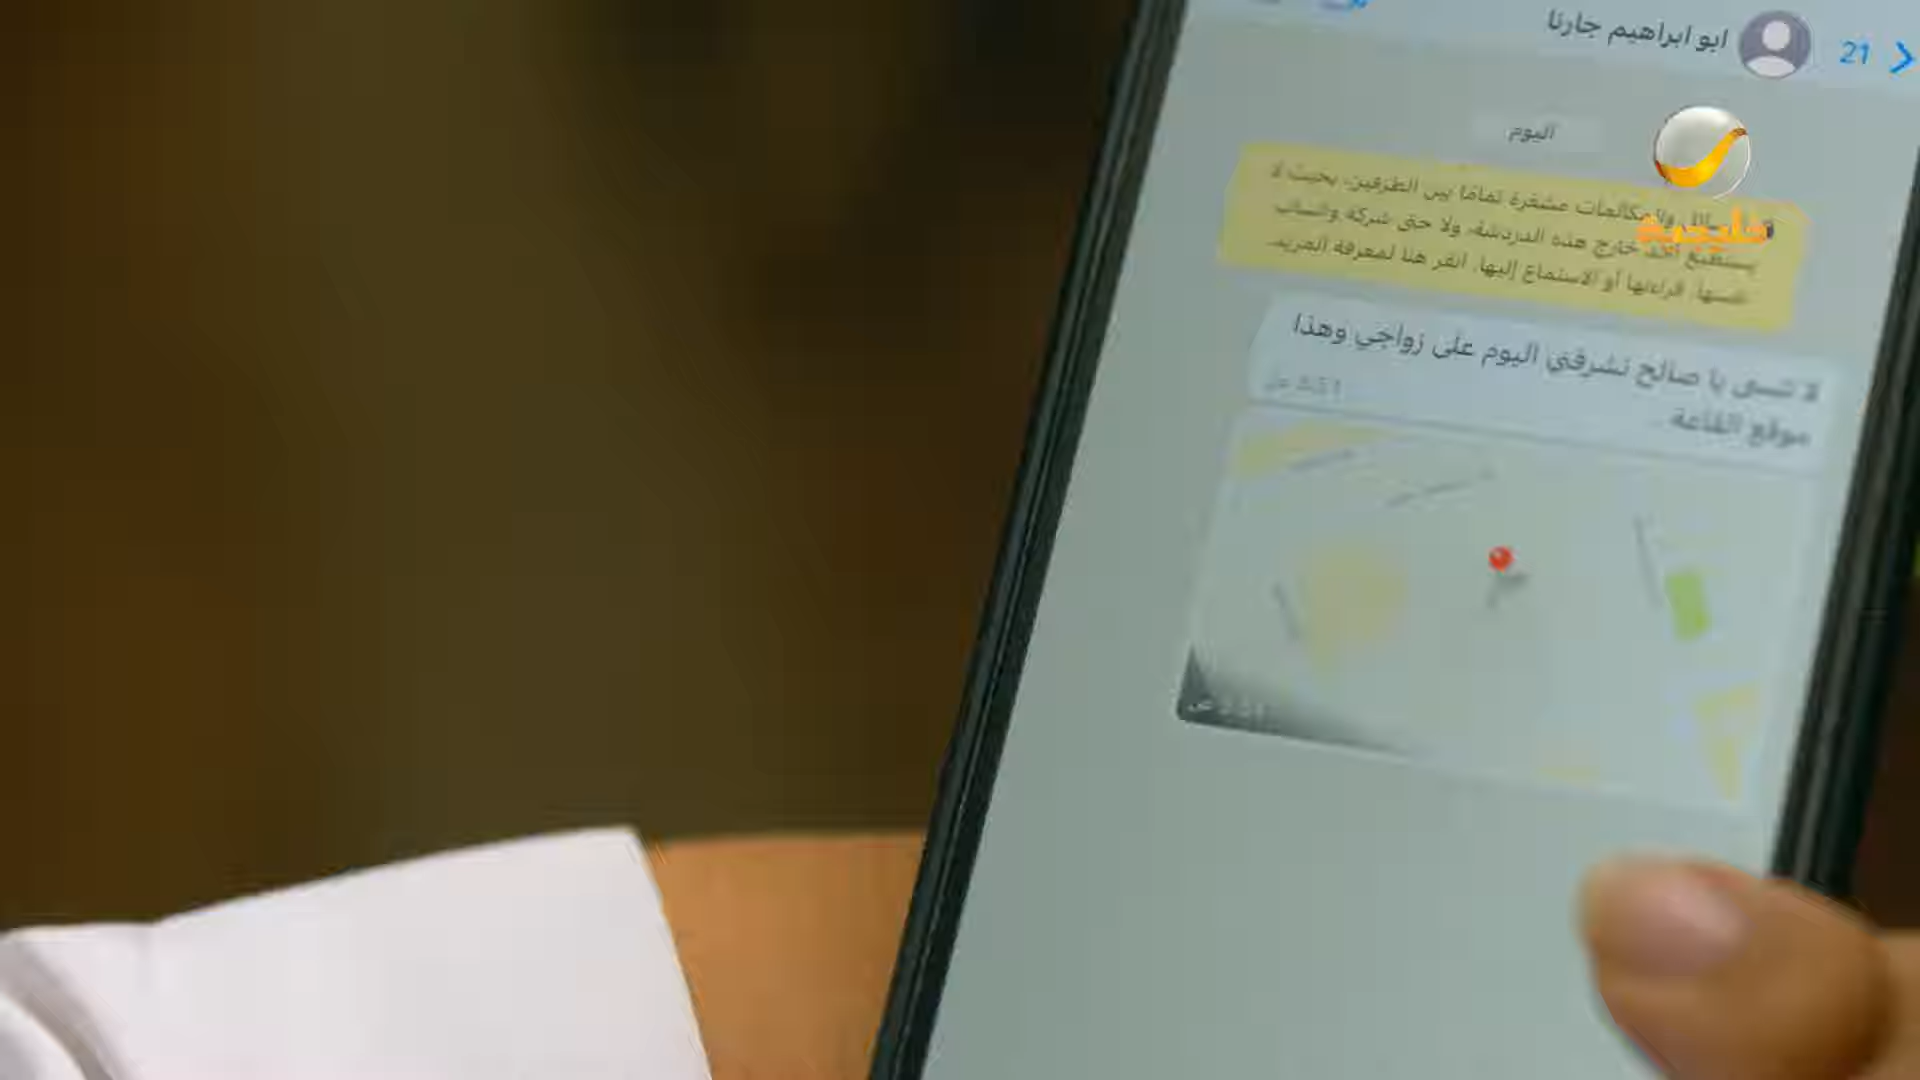 ابو ابراهيم جارنا
21
اليوم
والمكالمات مشفرة تمامًا بين الطرفين، بحيث لا
يستطيع أحد خارج هذه الدردشة، ولا حتى شركة واتساب
نفسها، قراءتها أو الاستماع إليها. انقر هنا لمعرفة المزيد.
خليجية
لا تنسى يا صالح تشرفني اليوم على زواجي وهذا
موقع القاعة